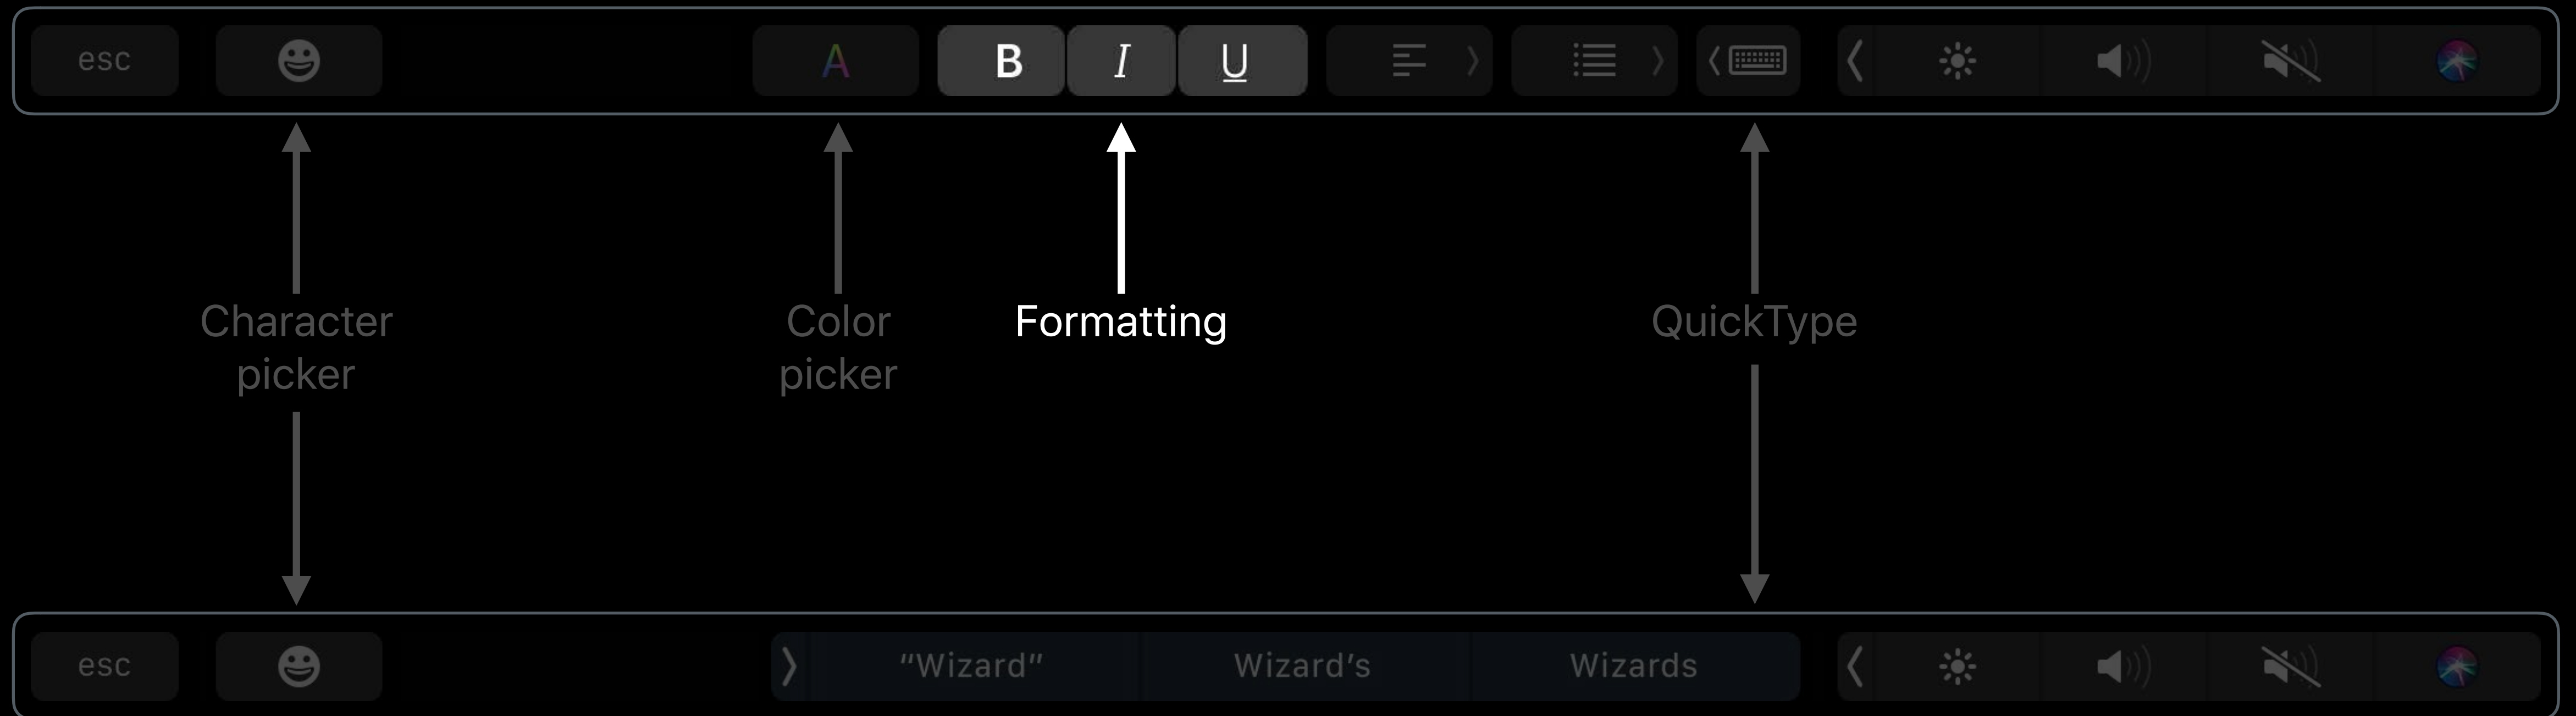 esc A B I U
Character
picker
Color
picker
Formatting
QuickType
esc “Wizard” Wizard’s Wizards